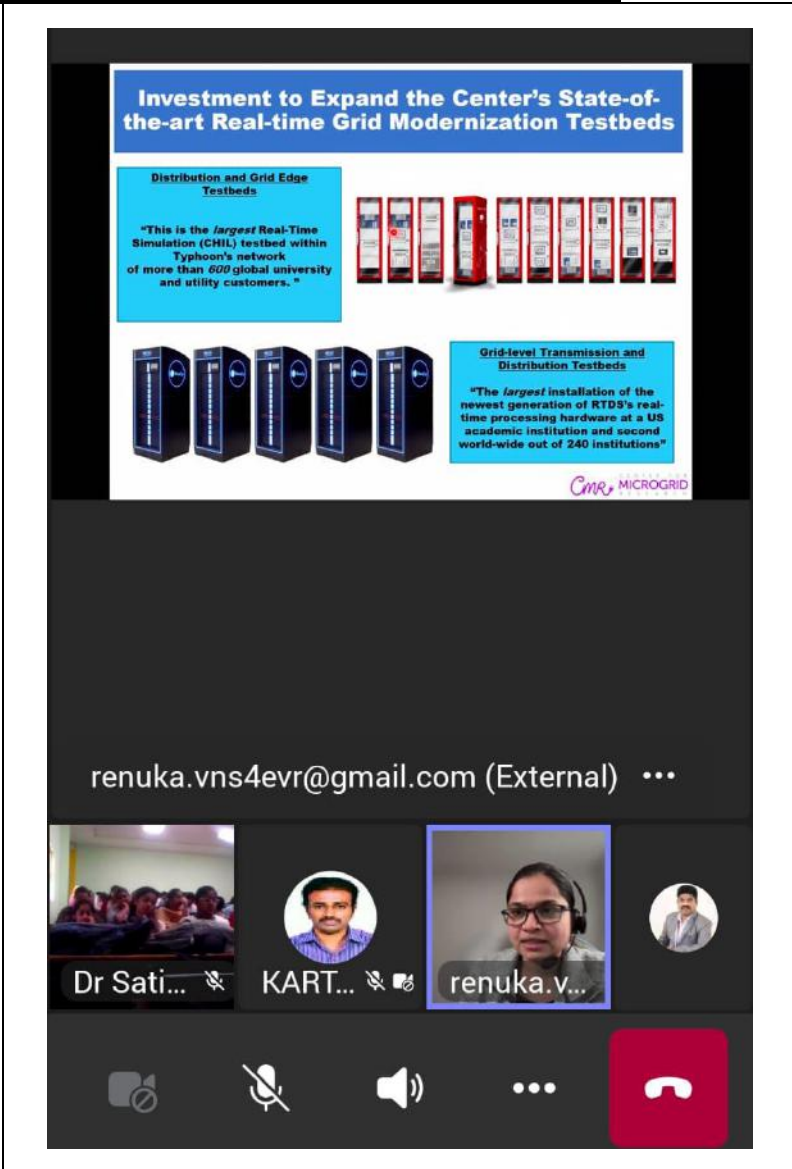 Investment to Expand the Center's State-of-
the-art Real-time Grid Modernization Testbeds
Distribution and Grid Edge
Testbeds
"This is the largest Real-Time
Simulation (CHIL) testbed within
Typhoon's network
of more than 600 global university
and utility customers. "
Grid-level Transmission and
Distribution Testbeds
"The largest installation of the
newest generation of RTDS's real-
time processing hardware at a US
academic institution and second
world-wide out of 240 institutions"
CMR
CENTER FOR
MICROGRID
RESEARCH
renuka.vns4evr@gmail.com (External)
Dr Sati...
KART...
renuka.v...